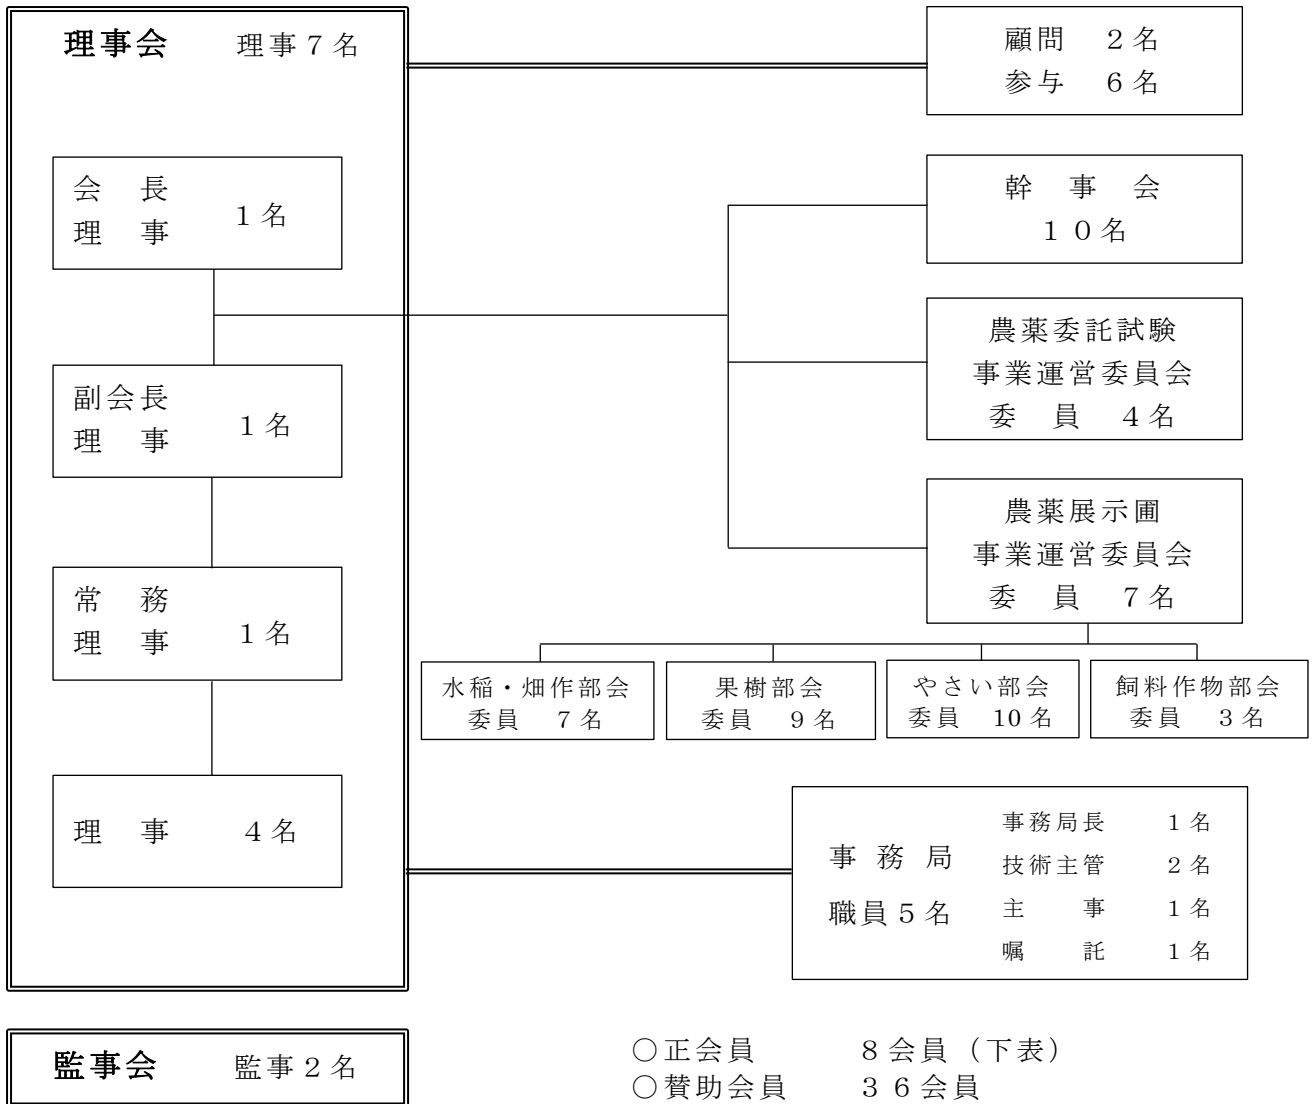 理事会　理事７名
会　長
理　事　１名
副会長
理　事　１名
常　務
理　事　１名
理　事　４名
顧問　２名
参与　６名
幹　事　会
１０名
農薬委託試験
事業運営委員会
委　員　４名
農薬展示圃
事業運営委員会
委　員　７名
水稲・畑作部会
委員　７名
果樹部会
委員　９名
やさい部会
委員　10名
飼料作物部会
委員　３名
事　務　局
職員５名
事務局長　１名
技術主管　２名
主　事　１名
嘱　託　１名
監事会　監事２名
○正会員　８会員（下表）
○賛助会員　３６会員